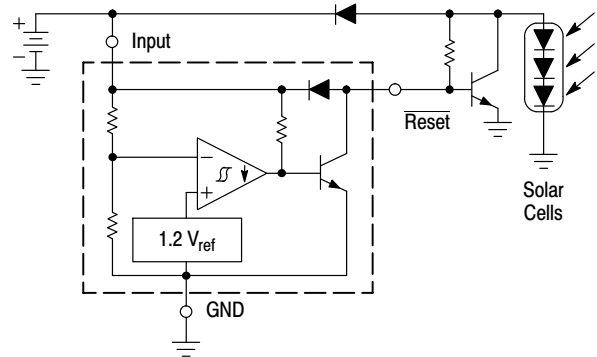 +
−
Input
Reset
−
+
1.2 Vref
Solar
Cells
GND